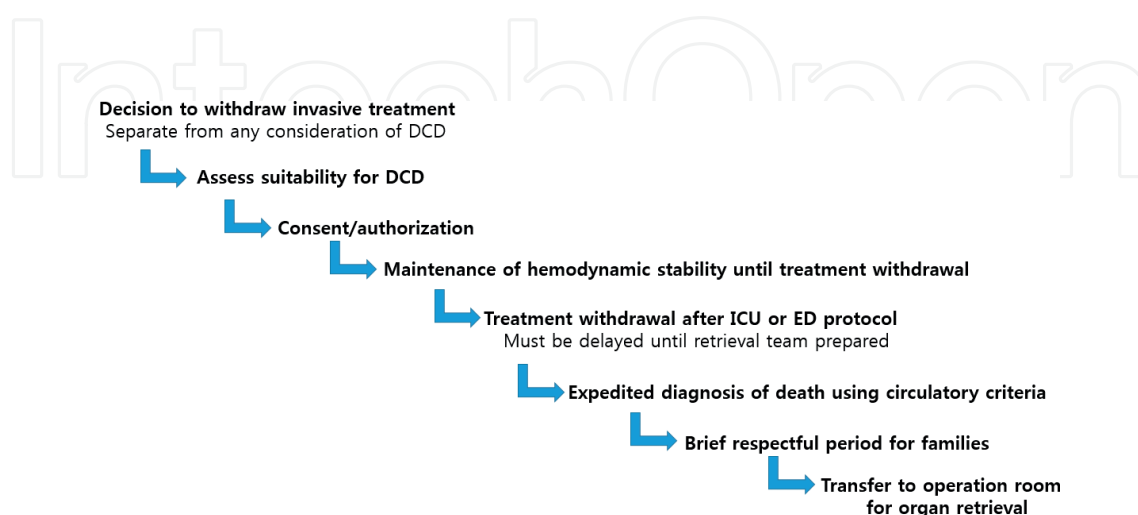 IntechOpen
Decision to withdraw invasive treatment
Separate from any consideration of DCD
Assess suitability for DCD
Consent/authorization
Maintenance of hemodynamic stability until treatment withdrawal
Treatment withdrawal after ICU or ED protocol
Must be delayed until retrieval team prepared
Expedited diagnosis of death using circulatory criteria
Brief respectful period for families
Transfer to operation room
for organ retrieval